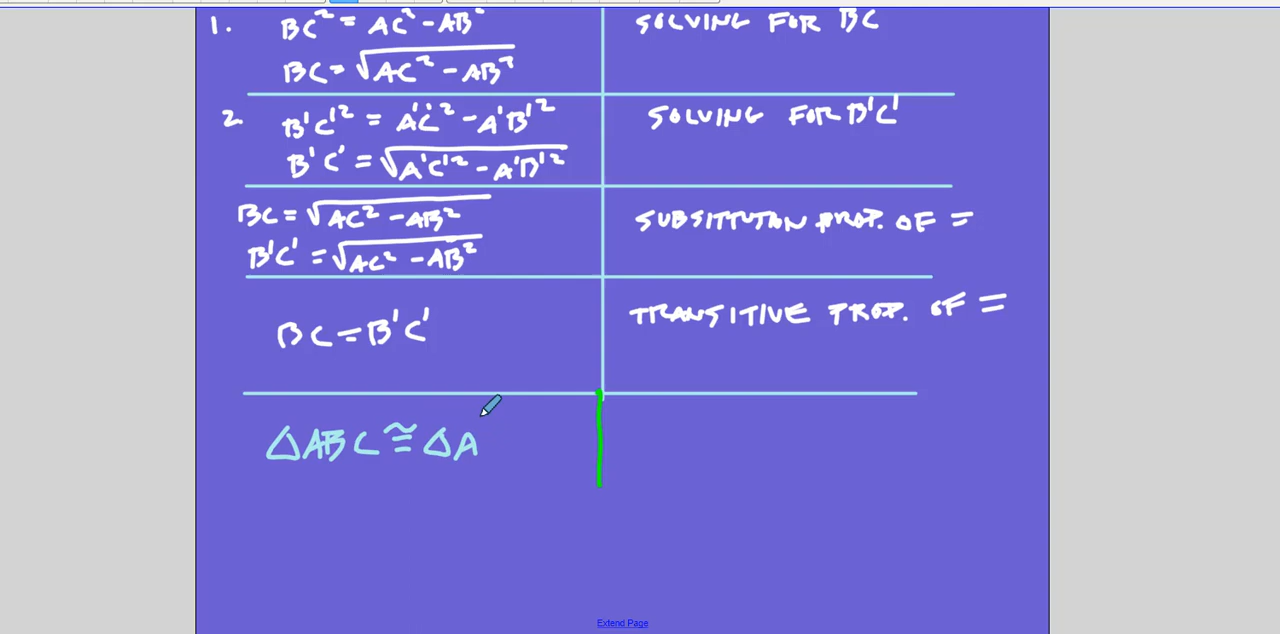 1. BC² = AC² - AB² SOLVING FOR BC
BC = √AC² - AB²
2 B'C'² = A'C'² - A'B'² SOLVING FOR B'C'
B'C' = √A'C'² - A'B'²
BC = √AC² - AB² SUBSTITUTON PROP. OF =
B'C' = √AC² - AB²
BC = B'C' TRANSITIVE PROP. OF =
△ABC ≅ △A
Extend Page